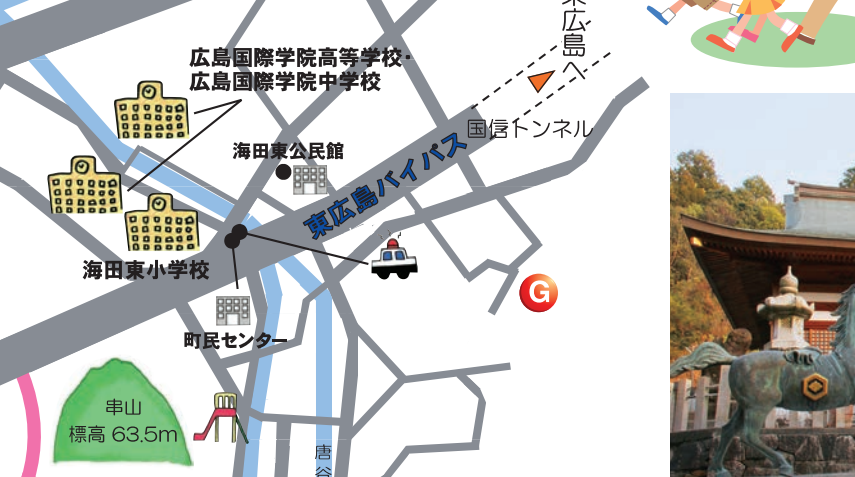 東広島へ
広島国際学院高等学校・
広島国際学院中学校
国信トンネル
海田東公民館
東広島バイパス
海田東小学校
G
町民センター
串山
標高 63.5m
唐